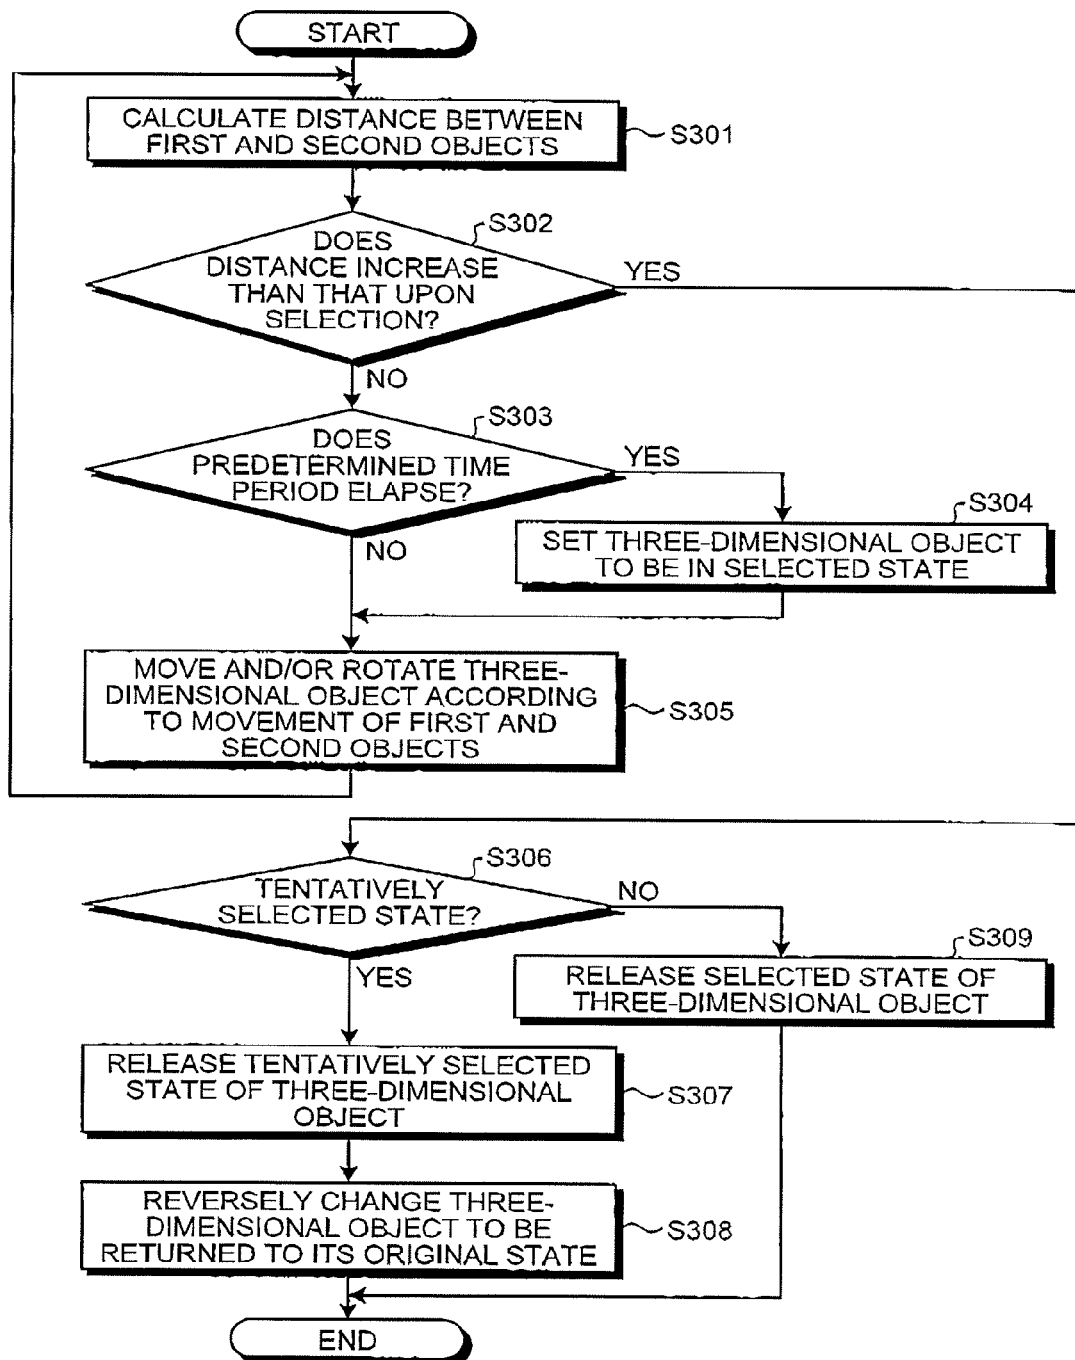 START
CALCULATE DISTANCE BETWEEN
FIRST AND SECOND OBJECTS
S301
S302
DOES
DISTANCE INCREASE
THAN THAT UPON
SELECTION?
YES
NO
S303
DOES
PREDETERMINED TIME
PERIOD ELAPSE?
YES
NO
S304
SET THREE-DIMENSIONAL OBJECT
TO BE IN SELECTED STATE
MOVE AND/OR ROTATE THREE-
DIMENSIONAL OBJECT ACCORDING
TO MOVEMENT OF FIRST AND
SECOND OBJECTS
S305
S306
TENTATIVELY
SELECTED STATE?
NO
YES
S309
RELEASE SELECTED STATE OF
THREE-DIMENSIONAL OBJECT
RELEASE TENTATIVELY SELECTED
STATE OF THREE-DIMENSIONAL
OBJECT
S307
REVERSELY CHANGE THREE-
DIMENSIONAL OBJECT TO BE
RETURNED TO ITS ORIGINAL STATE
S308
END